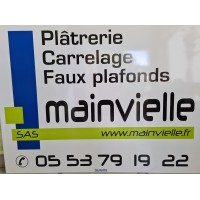 Plâtrerie
Carrelage
Faux plafonds
mainvielle
SAS
www.mainvielle.fr
05 53 79 19 22